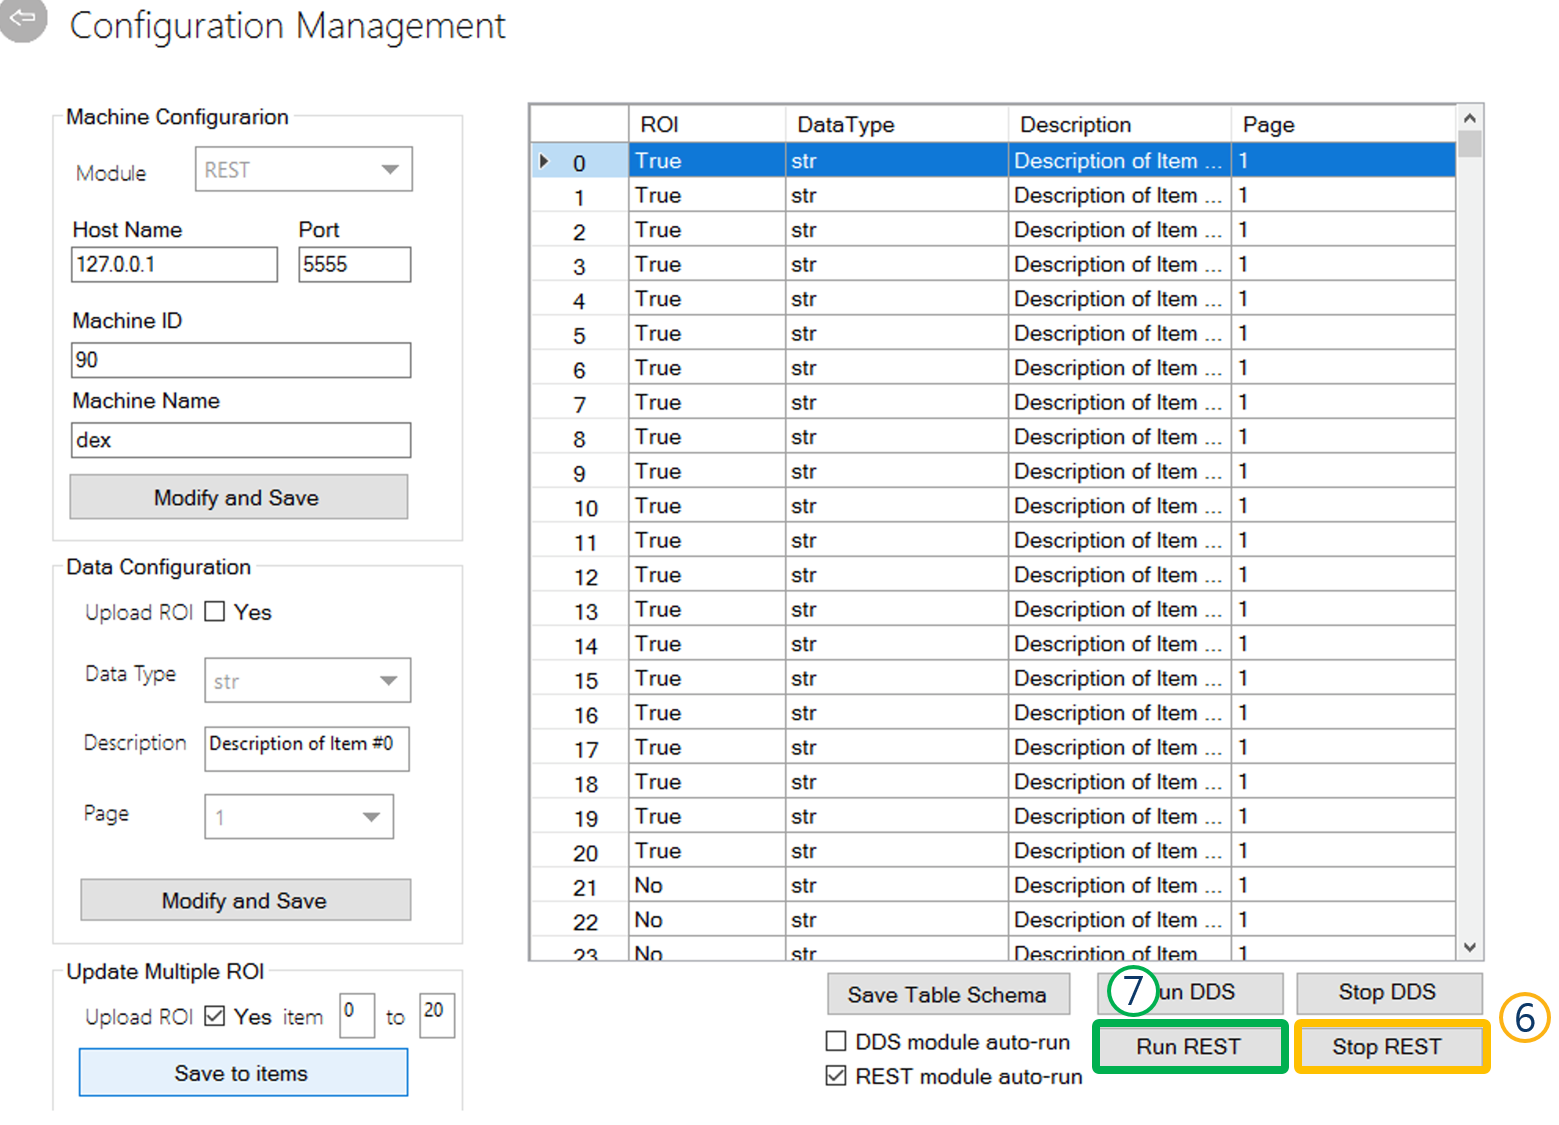 Configuration Management
Machine Configurarion
Module REST
Host Name Port
127.0.0.1 5555
Machine ID
90
Machine Name
dex
Modify and Save
Data Configuration
Upload ROI Yes
Data Type str
Description Description of Item #0
Page 1
Modify and Save
Update Multiple ROI
Upload ROI Yes item 0 to 20
Save to items
ROI DataType Description Page
0 True str Description of Item ... 1
1 True str Description of Item ... 1
2 True str Description of Item ... 1
3 True str Description of Item ... 1
4 True str Description of Item ... 1
5 True str Description of Item ... 1
6 True str Description of Item ... 1
7 True str Description of Item ... 1
8 True str Description of Item ... 1
9 True str Description of Item ... 1
10 True str Description of Item ... 1
11 True str Description of Item ... 1
12 True str Description of Item ... 1
13 True str Description of Item ... 1
14 True str Description of Item ... 1
15 True str Description of Item ... 1
16 True str Description of Item ... 1
17 True str Description of Item ... 1
18 True str Description of Item ... 1
19 True str Description of Item ... 1
20 True str Description of Item ... 1
21 No str Description of Item ... 1
22 No str Description of Item ... 1
23 No str Description of Item 1
Save Table Schema 7 un DDS Stop DDS
6
DDS module auto-run Run REST Stop REST
REST module auto-run